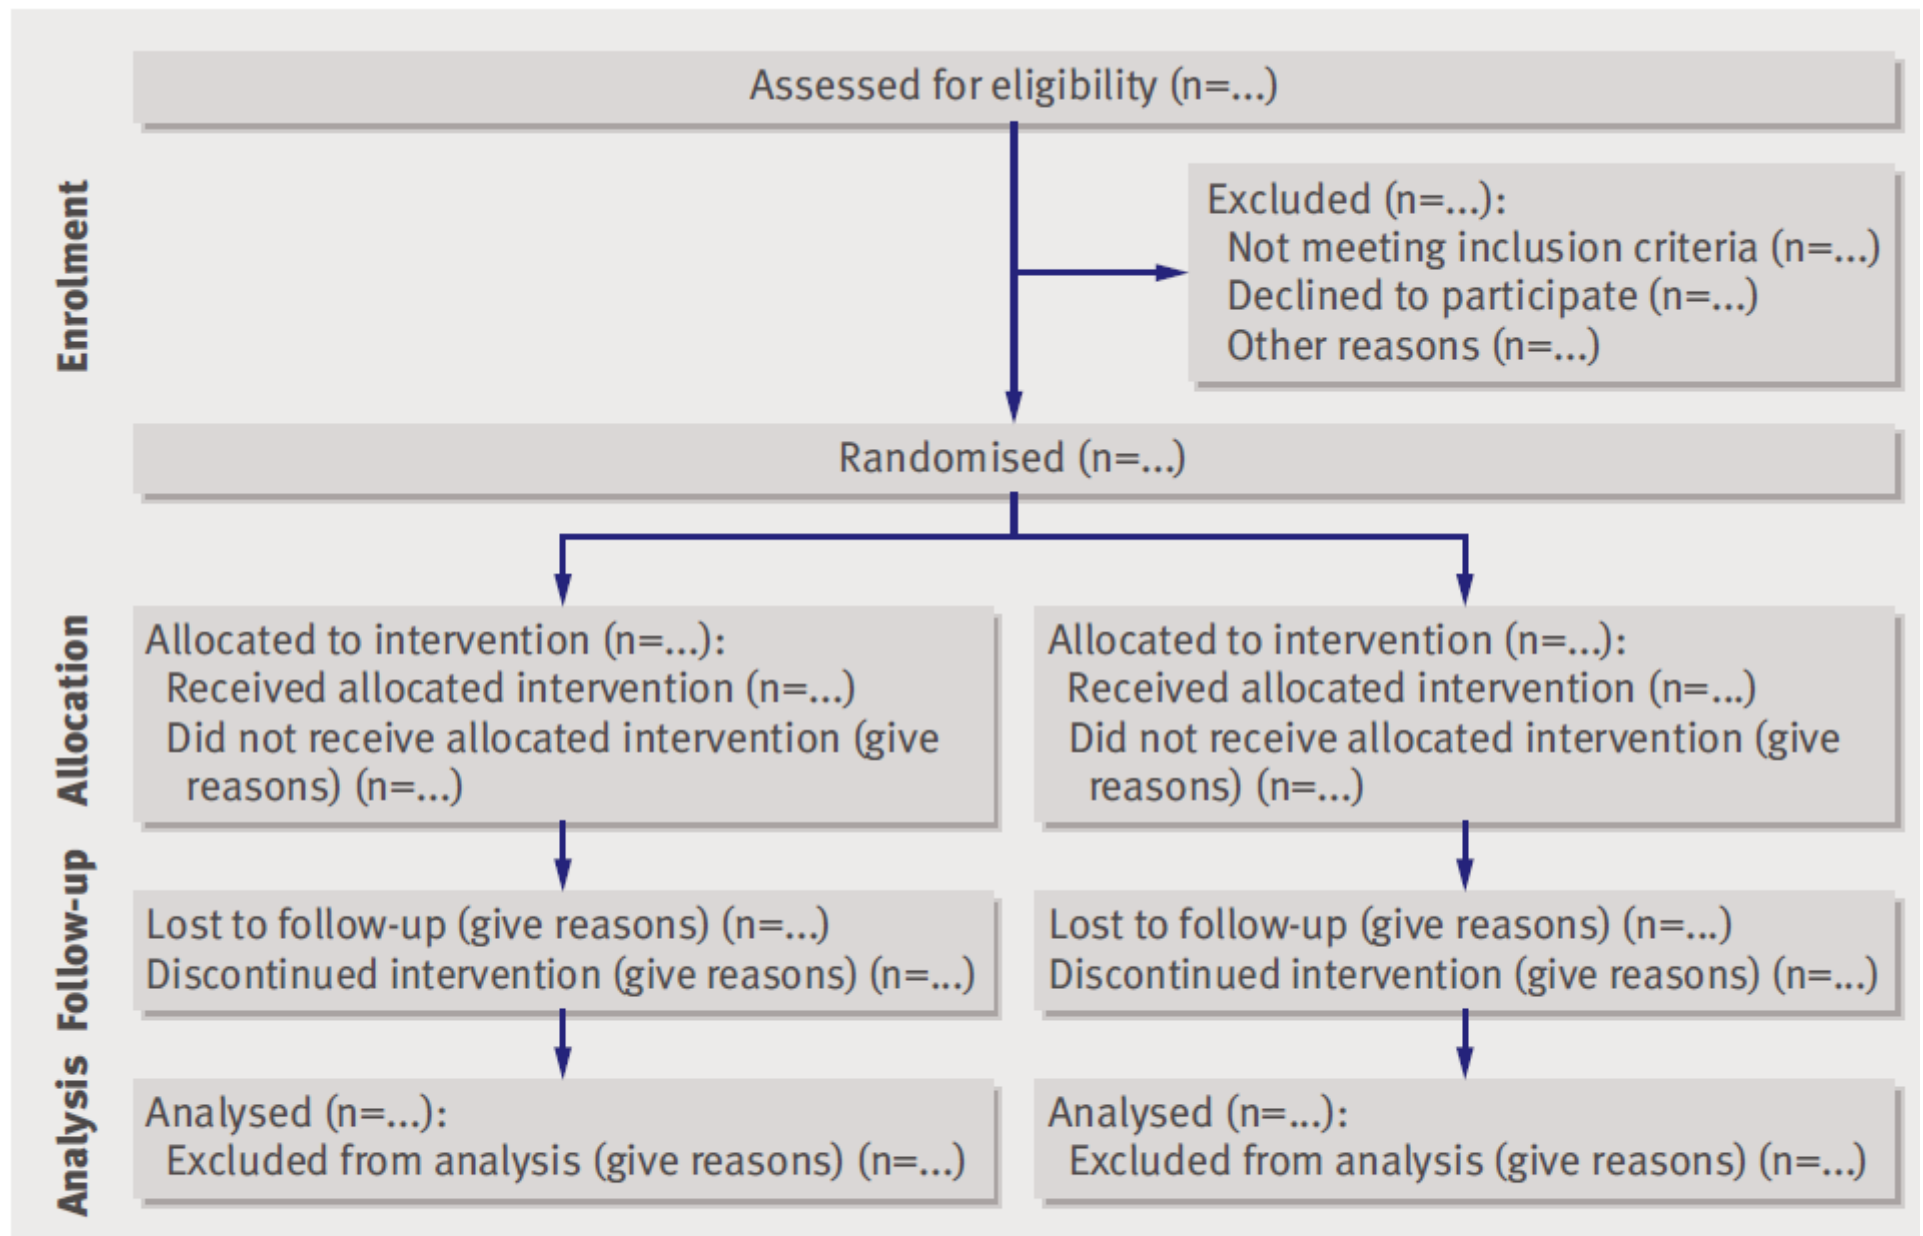 Assessed for eligibility (n=...)
Enrolment
Excluded (n=...):
Not meeting inclusion criteria (n=...)
Declined to participate (n=...)
Other reasons (n=...)
Randomised (n=...)
Allocation
Allocated to intervention (n=...):
Received allocated intervention (n=...)
Did not receive allocated intervention (give
reasons) (n=...)
Allocated to intervention (n=...):
Received allocated intervention (n=...)
Did not receive allocated intervention (give
reasons) (n=...)
Follow-up
Lost to follow-up (give reasons) (n=...)
Discontinued intervention (give reasons) (n=...)
Lost to follow-up (give reasons) (n=...)
Discontinued intervention (give reasons) (n=...)
Analysis
Analysed (n=...):
Excluded from analysis (give reasons) (n=...)
Analysed (n=...):
Excluded from analysis (give reasons) (n=...)